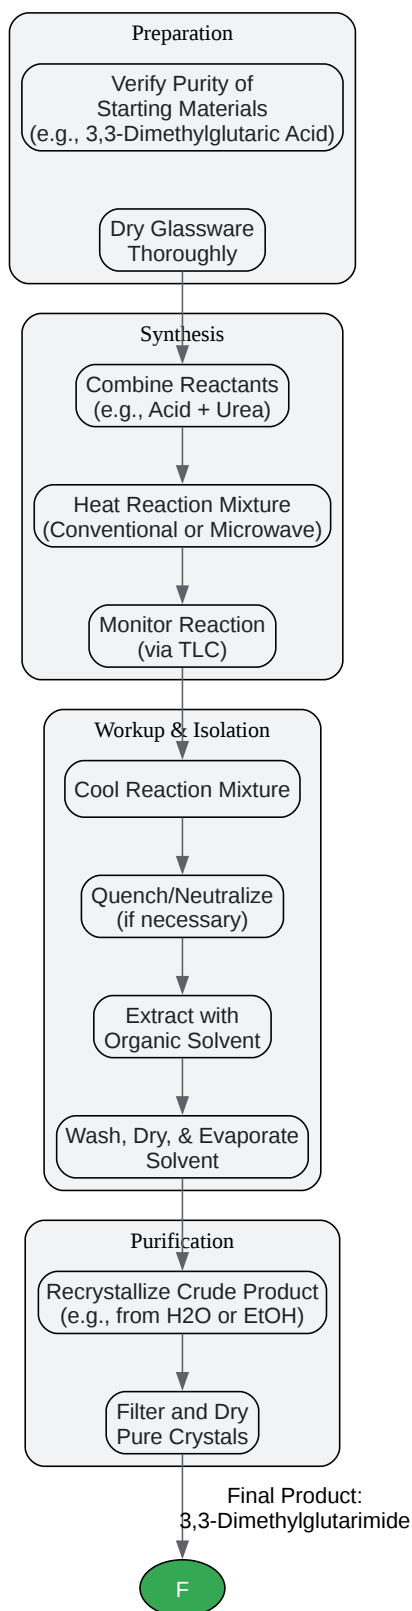 Preparation
Verify Purity of
Starting Materials
(e.g., 3,3-Dimethylglutaric Acid)
Dry Glassware
Thoroughly
Synthesis
Combine Reactants
(e.g., Acid + Urea)
Heat Reaction Mixture
(Conventional or Microwave)
Monitor Reaction
(via TLC)
Workup & Isolation
Cool Reaction Mixture
Quench/Neutralize
(if necessary)
Extract with
Organic Solvent
Wash, Dry, & Evaporate
Solvent
Purification
Recrystallize Crude Product
(e.g., from H2O or EtOH)
Filter and Dry
Pure Crystals
Final Product:
3,3-Dimethylglutarimide
F